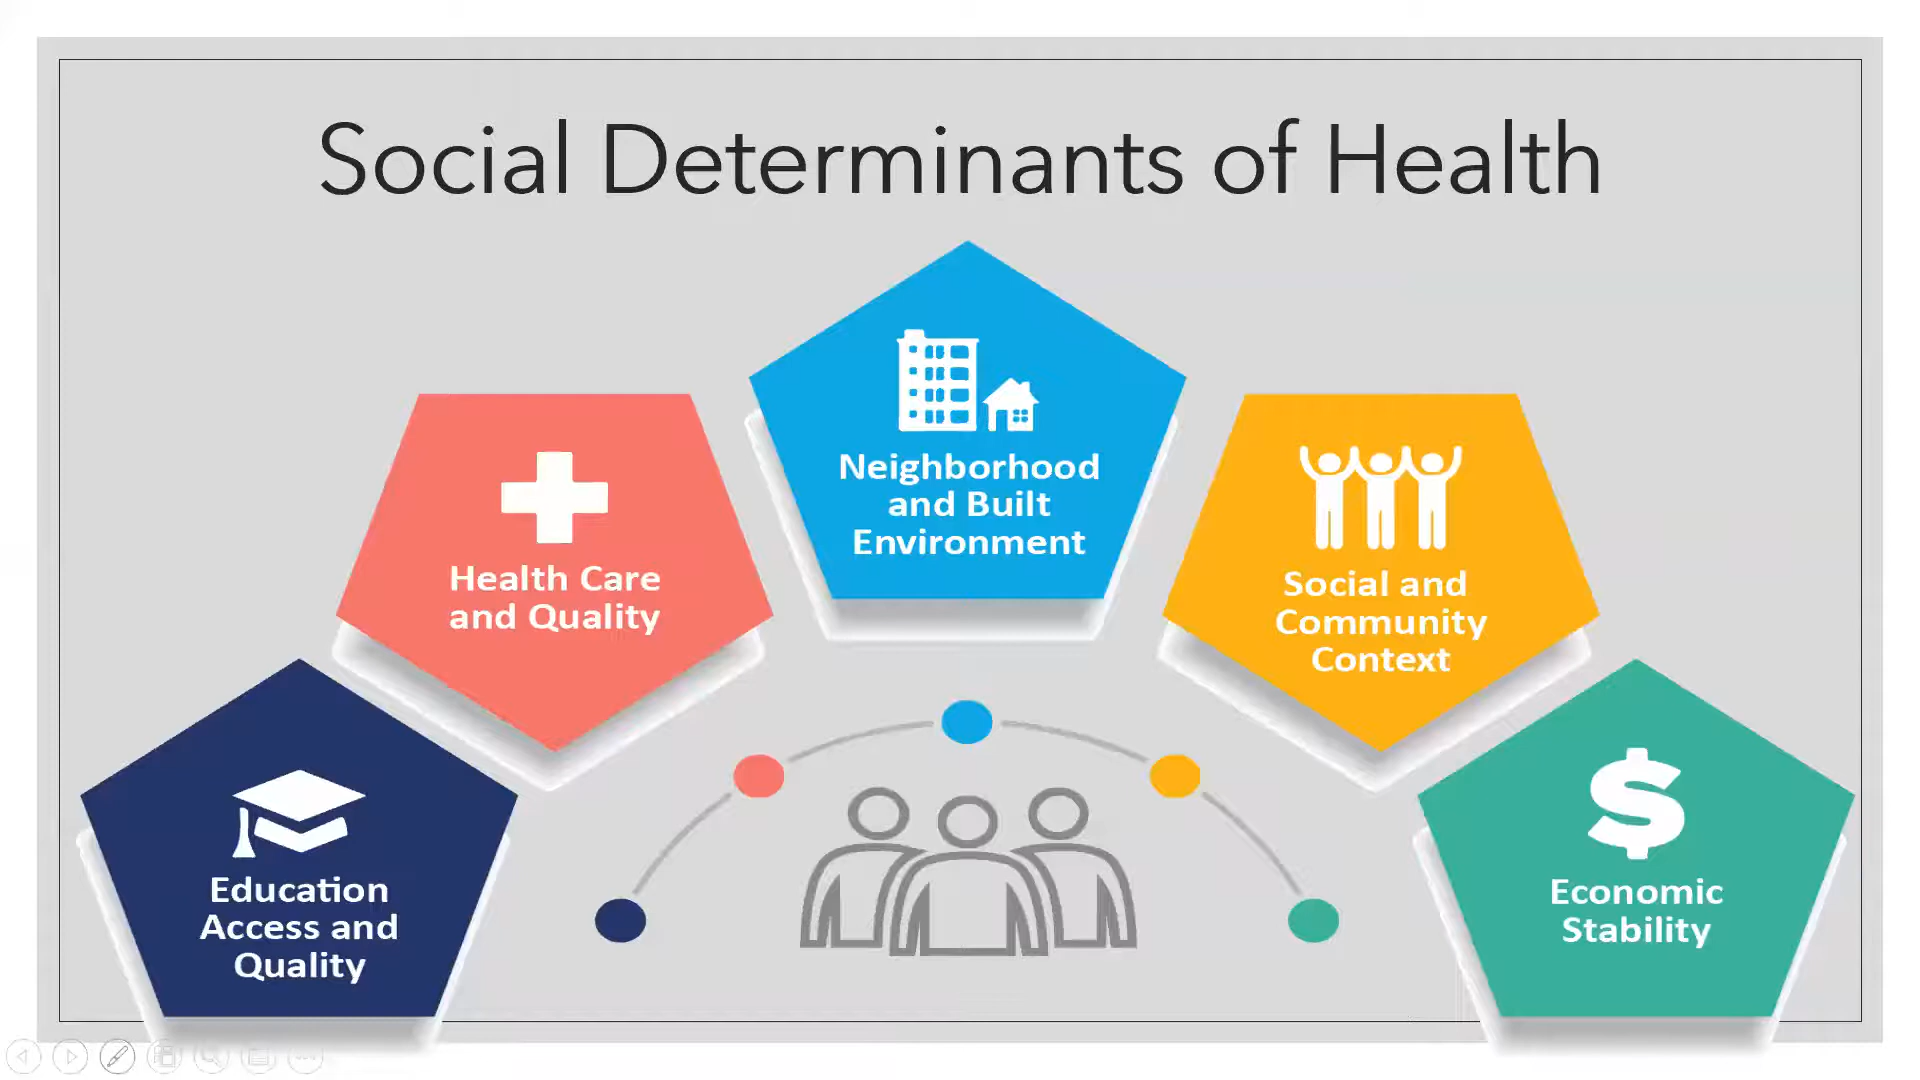 Social Determinants of Health
Neighborhood
and Built
Environment
Health Care
and Quality
Social and
Community
Context
Education
Access and
Quality
$
Economic
Stability